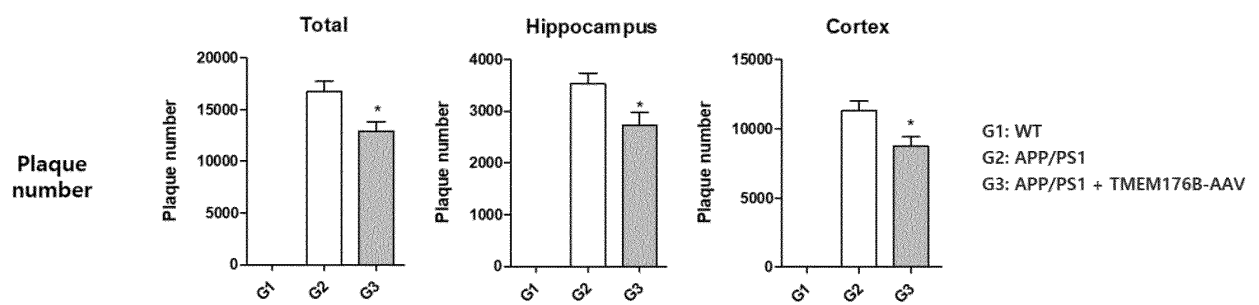 Plaque
number
Total
Plaque number
20000
15000
10000
5000
0
G1
G2
G3
*
Hippocampus
Plaque number
4000
3000
2000
1000
0
G1
G2
G3
*
Cortex
Plaque number
15000
10000
5000
0
G1
G2
G3
*
G1: WT
G2: APP/PS1
G3: APP/PS1 + TMEM176B-AAV